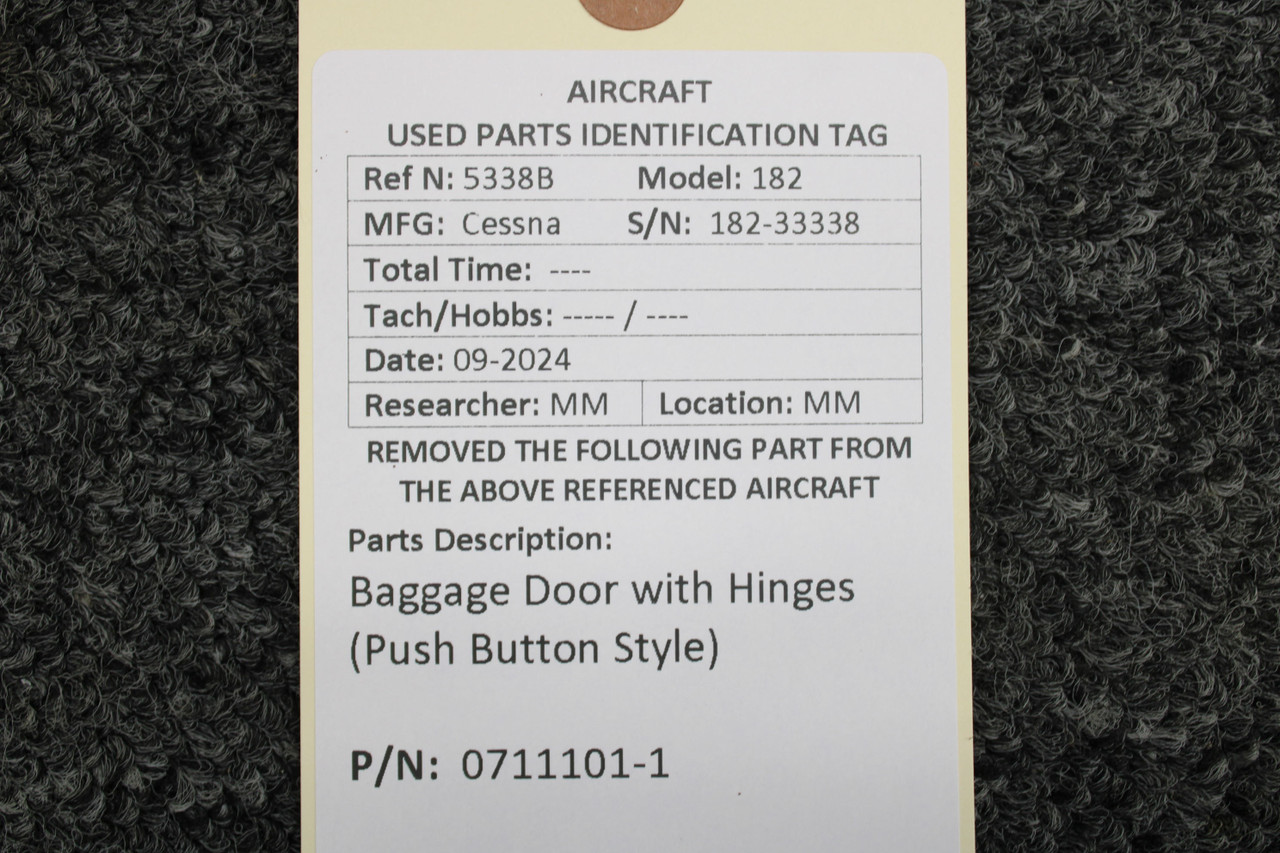 AIRCRAFT
USED PARTS IDENTIFICATION TAG
Ref N: 5338B Model: 182
MFG: Cessna S/N: 182-33338
Total Time: ----
Tach/Hobbs: ----- / ----
Date: 09-2024
Researcher: MM Location: MM
REMOVED THE FOLLOWING PART FROM
THE ABOVE REFERENCED AIRCRAFT
Parts Description:
Baggage Door with Hinges
(Push Button Style)
P/N: 0711101-1